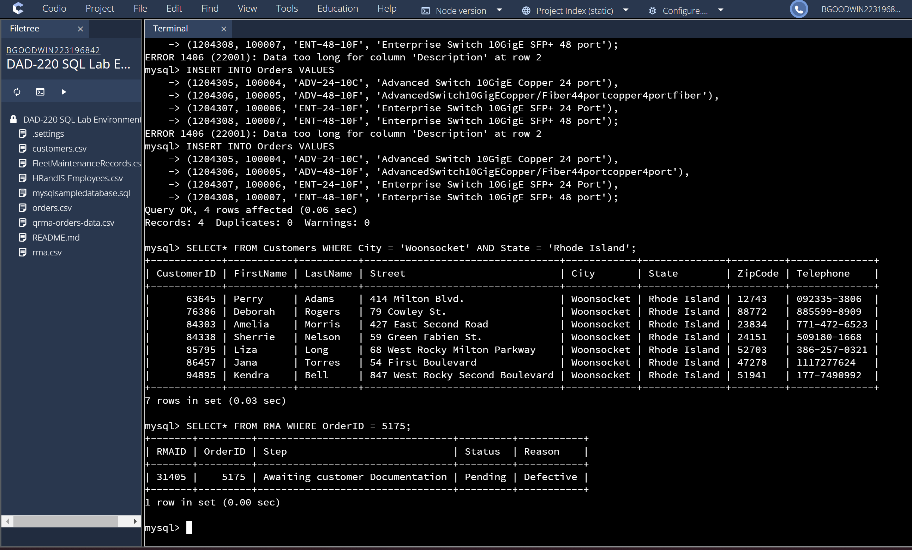 Codio Project File Edit Find View Tools Education Help Node version Project Index (static) Configure... BGOODWIN2231968...
Filetree × Terminal ×
BGOODWIN223196842
DAD-220 SQL Lab E...
DAD-220 SQL Lab Environment
.settings
customers.csv
FleetMaintenanceRecords.cs
HRandIS-Employees.csv
mysqlsampledatabase.sql
orders.csv
qrma-orders-data.csv
README.md
rma.csv
-> (1204308, 100007, 'ENT-48-10F', 'Enterprise Switch 10GigE SFP+ 48 port');
ERROR 1406 (22001): Data too long for column 'Description' at row 2
mysql> INSERT INTO Orders VALUES
-> (1204305, 100004, 'ADV-24-10C', 'Advanced Switch 10GigE Copper 24 port'),
-> (1204306, 100005, 'ADV-48-10F', 'AdvancedSwitch10GigECopper/Fiber44portcopper4portfiber'),
-> (1204307, 100006, 'ENT-24-10F', 'Enterprise Switch 10GigE SFP+ 24 Port'),
-> (1204308, 100007, 'ENT-48-10F', 'Enterprise Switch 10GigE SFP+ 48 port');
ERROR 1406 (22001): Data too long for column 'Description' at row 2
mysql> INSERT INTO Orders VALUES
-> (1204305, 100004, 'ADV-24-10C', 'Advanced Switch 10GigE Copper 24 port'),
-> (1204306, 100005, 'ADV-48-10F', 'AdvancedSwitch10GigECopper/Fiber44portcopper4port'),
-> (1204307, 100006, 'ENT-24-10F', 'Enterprise Switch 10GigE SFP+ 24 Port'),
-> (1204308, 100007, 'ENT-48-10F', 'Enterprise Switch 10GigE SFP+ 48 port');
Query OK, 4 rows affected (0.06 sec)
Records: 4 Duplicates: 0 Warnings: 0
mysql> SELECT* FROM Customers WHERE City = 'Woonsocket' AND State = 'Rhode Island';
| CustomerID | FirstName | LastName | Street | City | State | ZipCode | Telephone |
| 63645 | Perry | Adams | 414 Milton Blvd. | Woonsocket | Rhode Island | 12743 | 092335-3806 |
| 76386 | Deborah | Rogers | 79 Cowley St. | Woonsocket | Rhode Island | 88772 | 885599-8909 |
| 84303 | Amelia | Morris | 427 East Second Road | Woonsocket | Rhode Island | 23834 | 771-472-6523 |
| 84338 | Sherrie | Nelson | 59 Green Fabien St. | Woonsocket | Rhode Island | 24151 | 509180-1668 |
| 85795 | Liza | Long | 68 West Rocky Milton Parkway | Woonsocket | Rhode Island | 52703 | 386-257-0321 |
| 86457 | Jana | Torres | 54 First Boulevard | Woonsocket | Rhode Island | 47278 | 1117277624 |
| 94895 | Kendra | Bell | 847 West Rocky Second Boulevard | Woonsocket | Rhode Island | 51941 | 177-7490992 |
7 rows in set (0.03 sec)
mysql> SELECT* FROM RMA WHERE OrderID = 5175;
| RMAID | OrderID | Step | Status | Reason |
| 31405 | 5175 | Awaiting customer Documentation | Pending | Defective |
1 row in set (0.00 sec)
mysql>